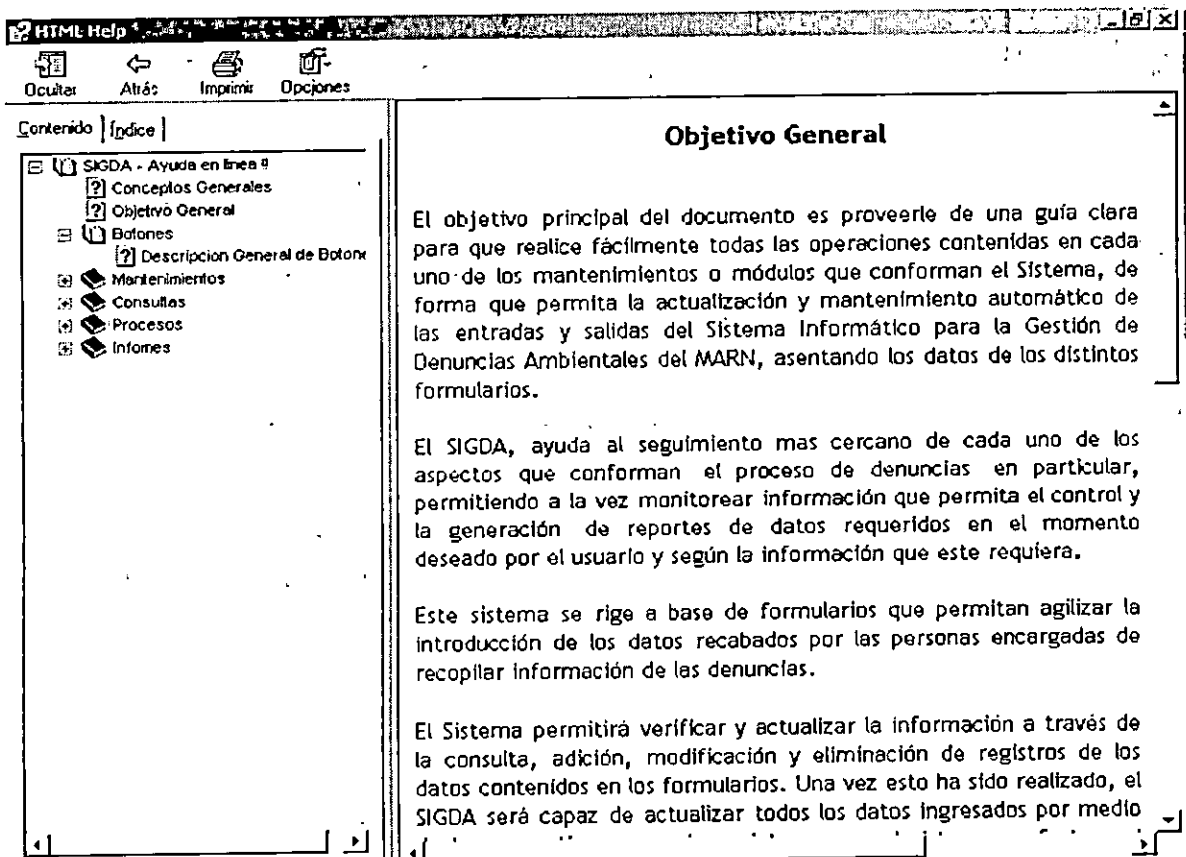 HTML Help
Ocultar Atrás Imprimir Opciones
Contenido Índice
SIGDA - Ayuda en línea
Conceptos Generales
Objetivo General
Botones
Descripcion General de Botone
Mantenimientos
Consultas
Procesos
Informes
Objetivo General
El objetivo principal del documento es proveerle de una guía clara
para que realice fácilmente todas las operaciones contenidas en cada
uno de los mantenimientos o módulos que conforman el Sistema, de
forma que permita la actualización y mantenimiento automático de
las entradas y salidas del Sistema Informático para la Gestión de
Denuncias Ambientales del MARN, asentando los datos de los distintos
formularios.
El SIGDA, ayuda al seguimiento mas cercano de cada uno de los
aspectos que conforman el proceso de denuncias en particular,
permitiendo a la vez monitorear información que permita el control y
la generación de reportes de datos requeridos en el momento
deseado por el usuario y según la información que este requiera.
Este sistema se rige a base de formularios que permitan agilizar la
introducción de los datos recabados por las personas encargadas de
recopilar información de las denuncias.
El Sistema permitirá verificar y actualizar la información a través de
la consulta, adición, modificación y eliminación de registros de los
datos contenidos en los formularios. Una vez esto ha sido realizado, el
SIGDA será capaz de actualizar todos los datos ingresados por medio